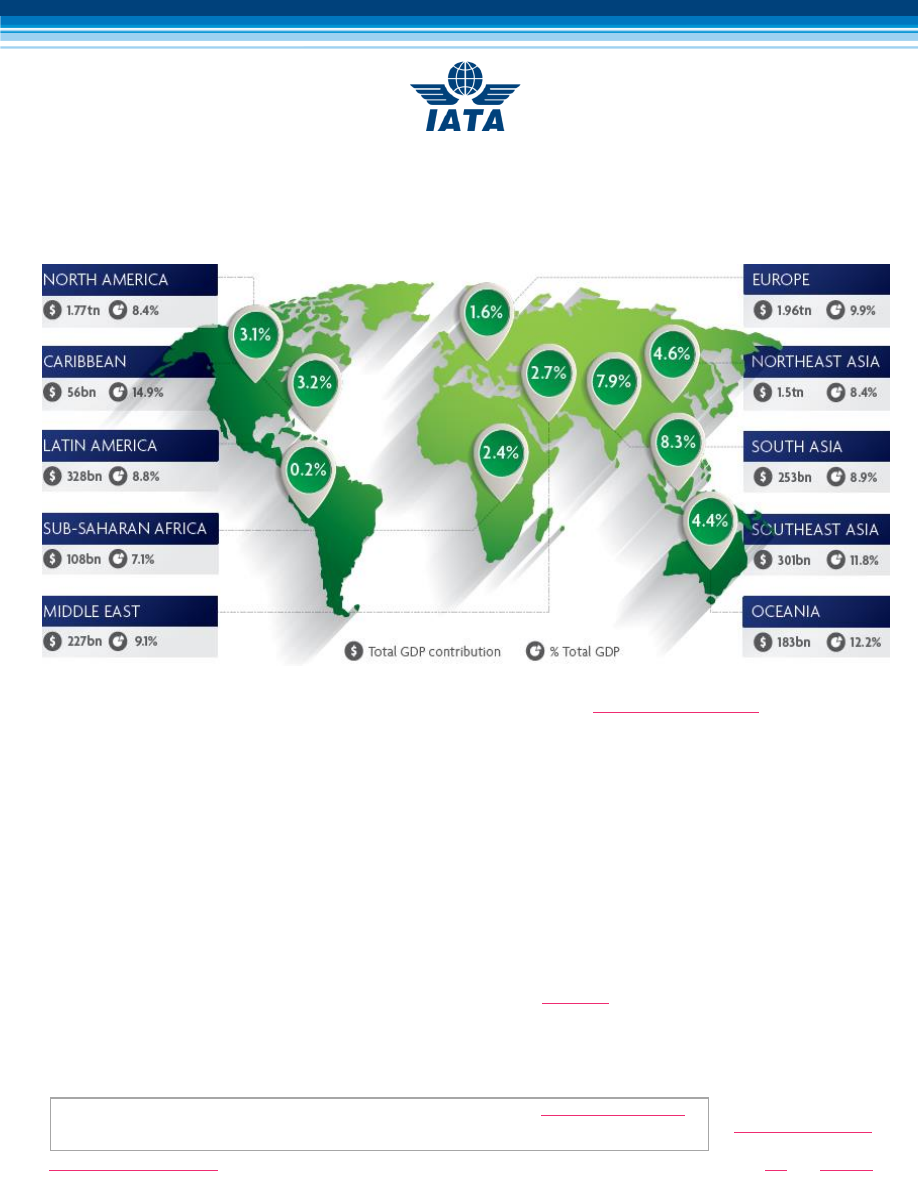 IATA
NORTH AMERICA
1.77tn 8.4%
CARIBBEAN
56bn 14.9%
LATIN AMERICA
328bn 8.8%
SUB-SAHARAN AFRICA
108bn 7.1%
MIDDLE EAST
227bn 9.1%
3.1%
3.2%
0.2%
1.6%
2.7%
7.9%
4.6%
2.4%
8.3%
4.4%
EUROPE
$ 1.96tn 9.9%
NORTHEAST ASIA
$ 1.5tn 8.4%
SOUTH ASIA
$ 253bn 8.9%
SOUTHEAST ASIA
$ 301bn 11.8%
OCEANIA
$ 183bn 12.2%
$ Total GDP contribution % Total GDP